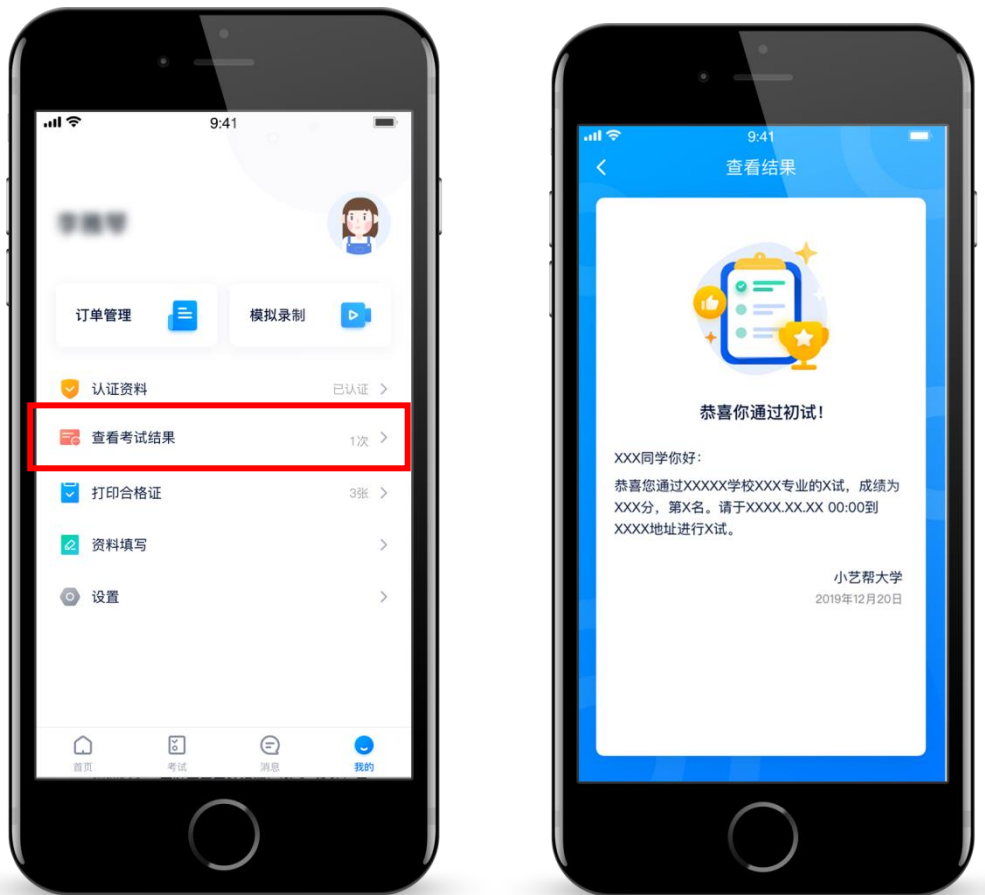 9:41
订单管理
模拟录制
认证资料
已认证
查看考试结果
1次
打印合格证
3张
资料填写
设置
首页
考试
消息
我的
9:41
查看结果
恭喜你通过初试！
XXX同学你好：
恭喜您通过XXXXX学校XXX专业的X试，成绩为
XXX分，第X名。请于XXXX.XX.XX 00:00到
XXXX地址进行X试。
小艺帮大学
2019年12月20日